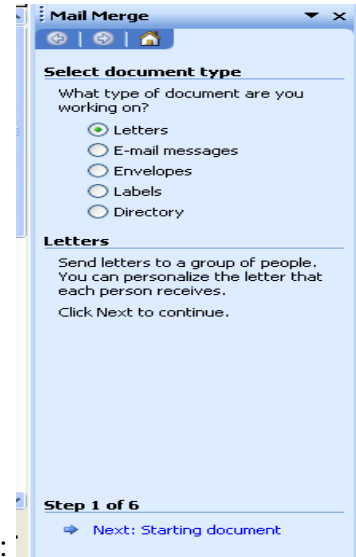 Mail Merge
Select document type
What type of document are you
working on?
Letters
E-mail messages
Envelopes
Labels
Directory
Letters
Send letters to a group of people.
You can personalize the letter that
each person receives.
Click Next to continue.
Step 1 of 6
Next: Starting document
: